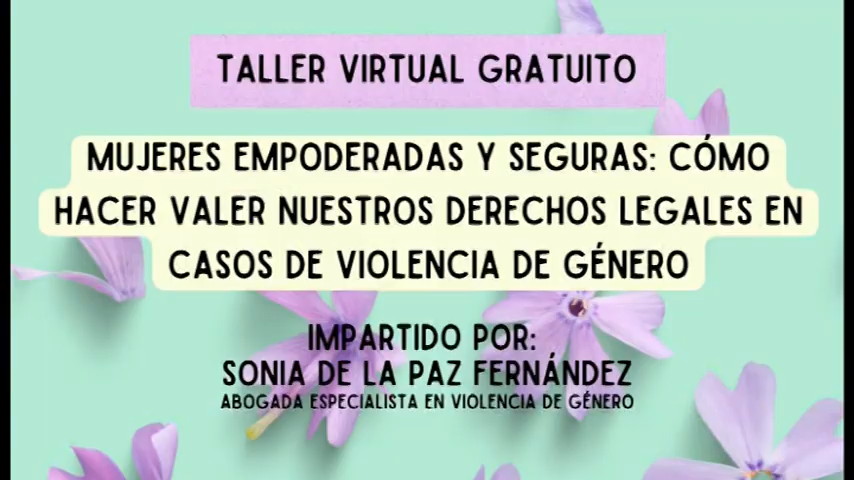 TALLER VIRTUAL GRATUITO
MUJERES EMPODERADAS Y SEGURAS: CÓMO
HACER VALER NUESTROS DERECHOS LEGALES EN
CASOS DE VIOLENCIA DE GÉNERO
IMPARTIDO POR:
SONIA DE LA PAZ FERNÁNDEZ
ABOGADA ESPECIALISTA EN VIOLENCIA DE GÉNERO